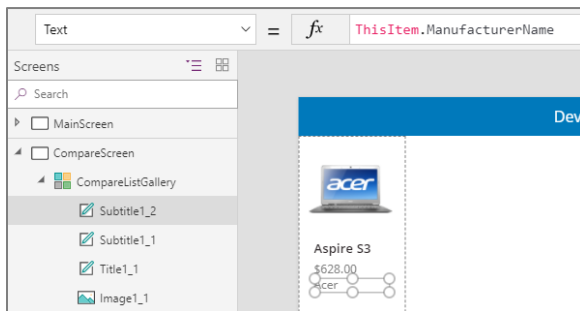 Text = fx ThisItem.ManufacturerName
Screens
Search
MainScreen
CompareScreen
CompareListGallery
Subtitle1_2
Subtitle1_1
Title1_1
Image1_1
Dev
acer
Aspire S3
$628.00
acer